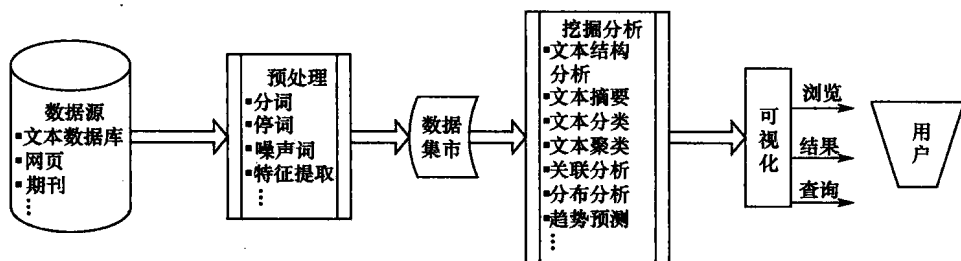 数据源
▪文本数据库
▪网页
▪期刊
⋮
预处理
▪分词
▪停词
▪噪声词
▪特征提取
⋮
数据
集市
挖掘分析
▪文本结构
分析
▪文本摘要
▪文本分类
▪文本聚类
▪关联分析
▪分布分析
▪趋势预测
⋮
可
视
化
浏览
结果
查询
用
户